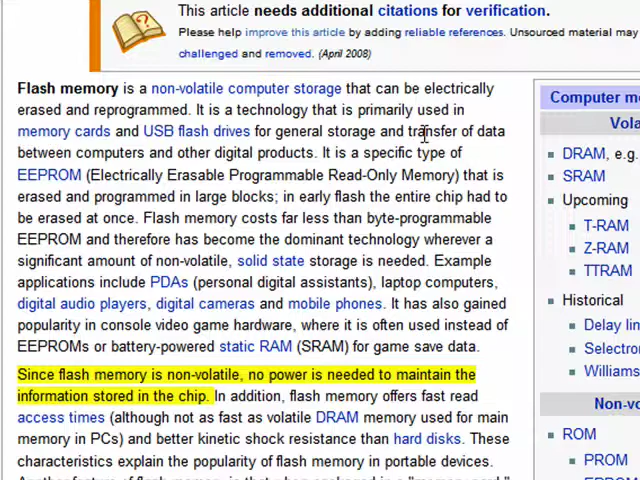 This article needs additional citations for verification.
Please help improve this article by adding reliable references. Unsourced material may
challenged and removed. (April 2008)
Flash memory is a non-volatile computer storage that can be electrically
erased and reprogrammed. It is a technology that is primarily used in
memory cards and USB flash drives for general storage and transfer of data
between computers and other digital products. It is a specific type of
EEPROM (Electrically Erasable Programmable Read-Only Memory) that is
erased and programmed in large blocks; in early flash the entire chip had to
be erased at once. Flash memory costs far less than byte-programmable
EEPROM and therefore has become the dominant technology wherever a
significant amount of non-volatile, solid state storage is needed. Example
applications include PDAs (personal digital assistants), laptop computers,
digital audio players, digital cameras and mobile phones. It has also gained
popularity in console video game hardware, where it is often used instead of
EEPROMs or battery-powered static RAM (SRAM) for game save data.
Since flash memory is non-volatile, no power is needed to maintain the
information stored in the chip. In addition, flash memory offers fast read
access times (although not as fast as volatile DRAM memory used for main
memory in PCs) and better kinetic shock resistance than hard disks. These
characteristics explain the popularity of flash memory in portable devices.
Computer me
Vola
DRAM, e.g.
SRAM
Upcoming
T-RAM
Z-RAM
TTRAM
Historical
Delay lin
Selectro
Williams
Non-vo
ROM
PROM